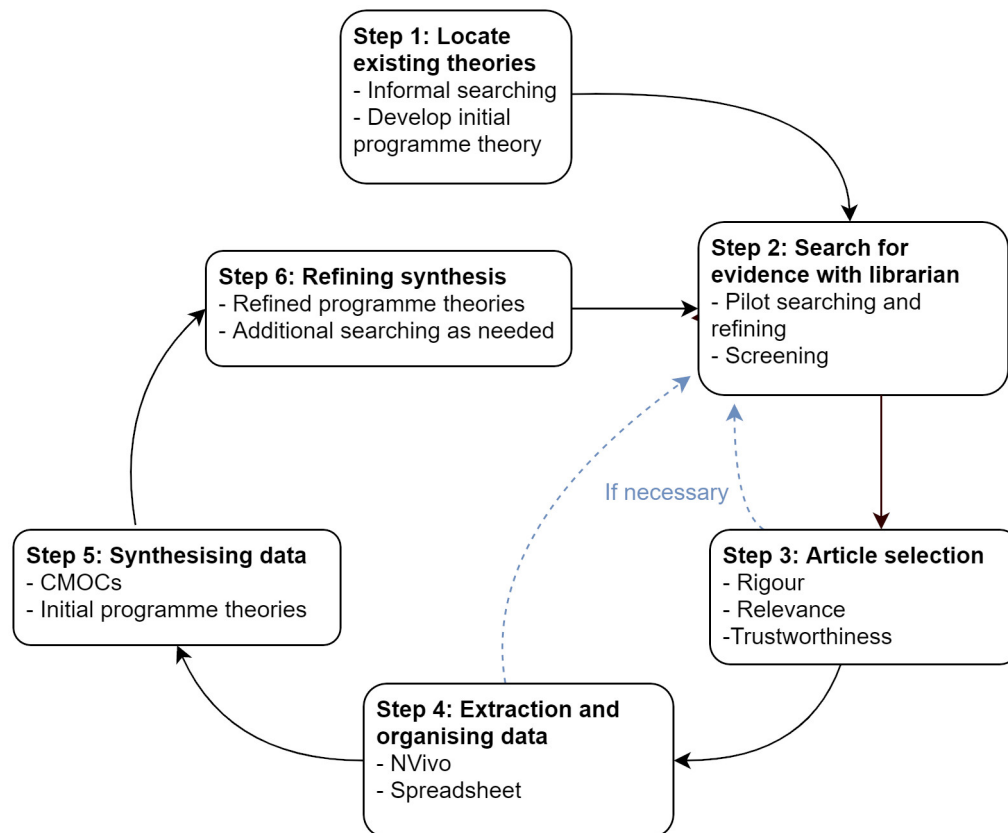 Step 1: Locate
existing theories
- Informal searching
- Develop initial
programme theory
Step 2: Search for
evidence with librarian
- Pilot searching and
refining
- Screening
Step 6: Refining synthesis
- Refined programme theories
- Additional searching as needed
If necessary
Step 3: Article selection
- Rigour
- Relevance
-Trustworthiness
Step 5: Synthesising data
- CMOCs
- Initial programme theories
Step 4: Extraction and
organising data
- NVivo
- Spreadsheet